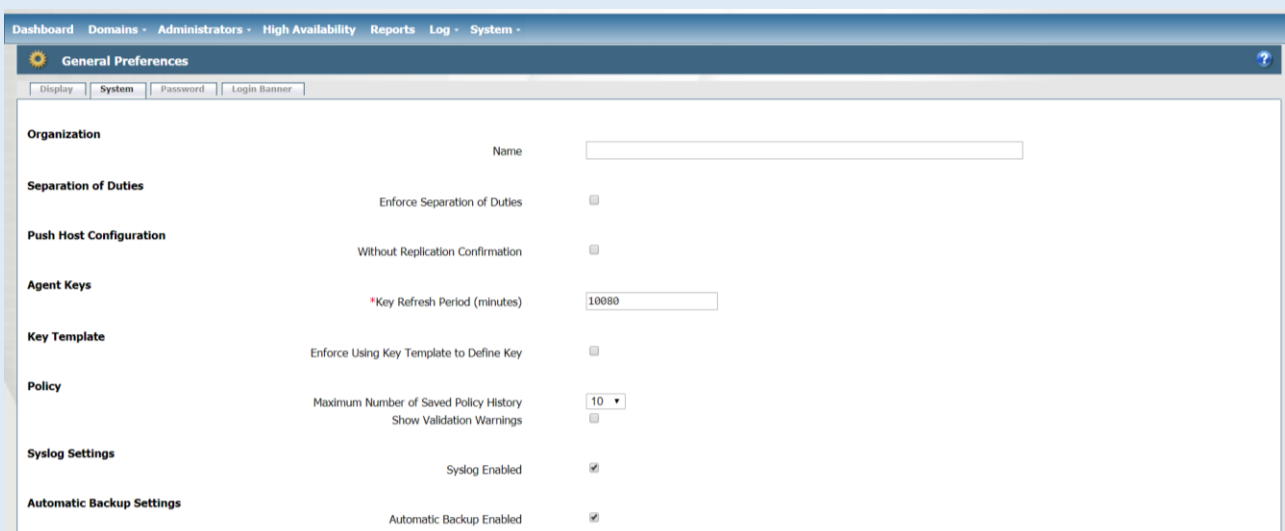 Dashboard Domains Administrators High Availability Reports Log System
General Preferences ?
Display System Password Login Banner
Organization
Name
Separation of Duties
Enforce Separation of Duties
Push Host Configuration
Without Replication Confirmation
Agent Keys
*Key Refresh Period (minutes) 10080
Key Template
Enforce Using Key Template to Define Key
Policy
Maximum Number of Saved Policy History 10
Show Validation Warnings
Syslog Settings
Syslog Enabled
Automatic Backup Settings
Automatic Backup Enabled